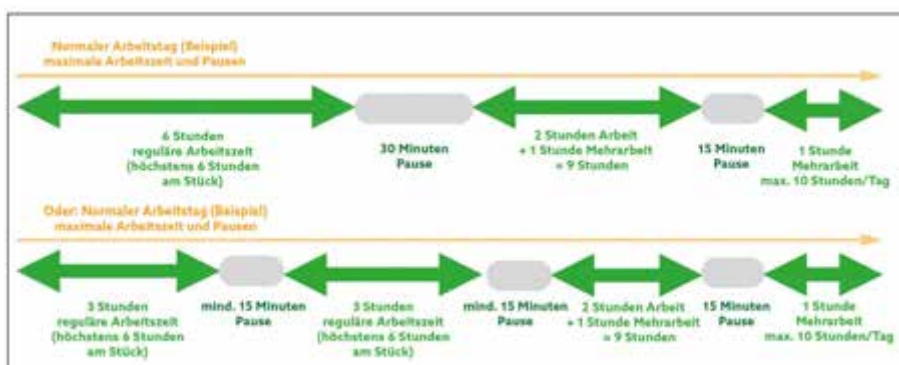 Normaler Arbeitstag (Beispiel)
maximale Arbeitszeit und Pausen
6 Stunden
reguläre Arbeitszeit
(höchstens 6 Stunden
am Stück)
30 Minuten
Pause
2 Stunden Arbeit
+ 1 Stunde Mehrarbeit
= 9 Stunden
15 Minuten
Pause
1 Stunde
Mehrarbeit
max. 10 Stunden/Tag
Oder: Normaler Arbeitstag (Beispiel)
maximale Arbeitszeit und Pausen
3 Stunden
reguläre Arbeitszeit
(höchstens 6 Stunden
am Stück)
mind. 15 Minuten
Pause
3 Stunden
reguläre Arbeitszeit
(höchstens 6 Stunden
am Stück)
mind. 15 Minuten
Pause
2 Stunden Arbeit
+ 1 Stunde Mehrarbeit
= 9 Stunden
15 Minuten
Pause
1 Stunde
Mehrarbeit
max. 10 Stunden/Tag